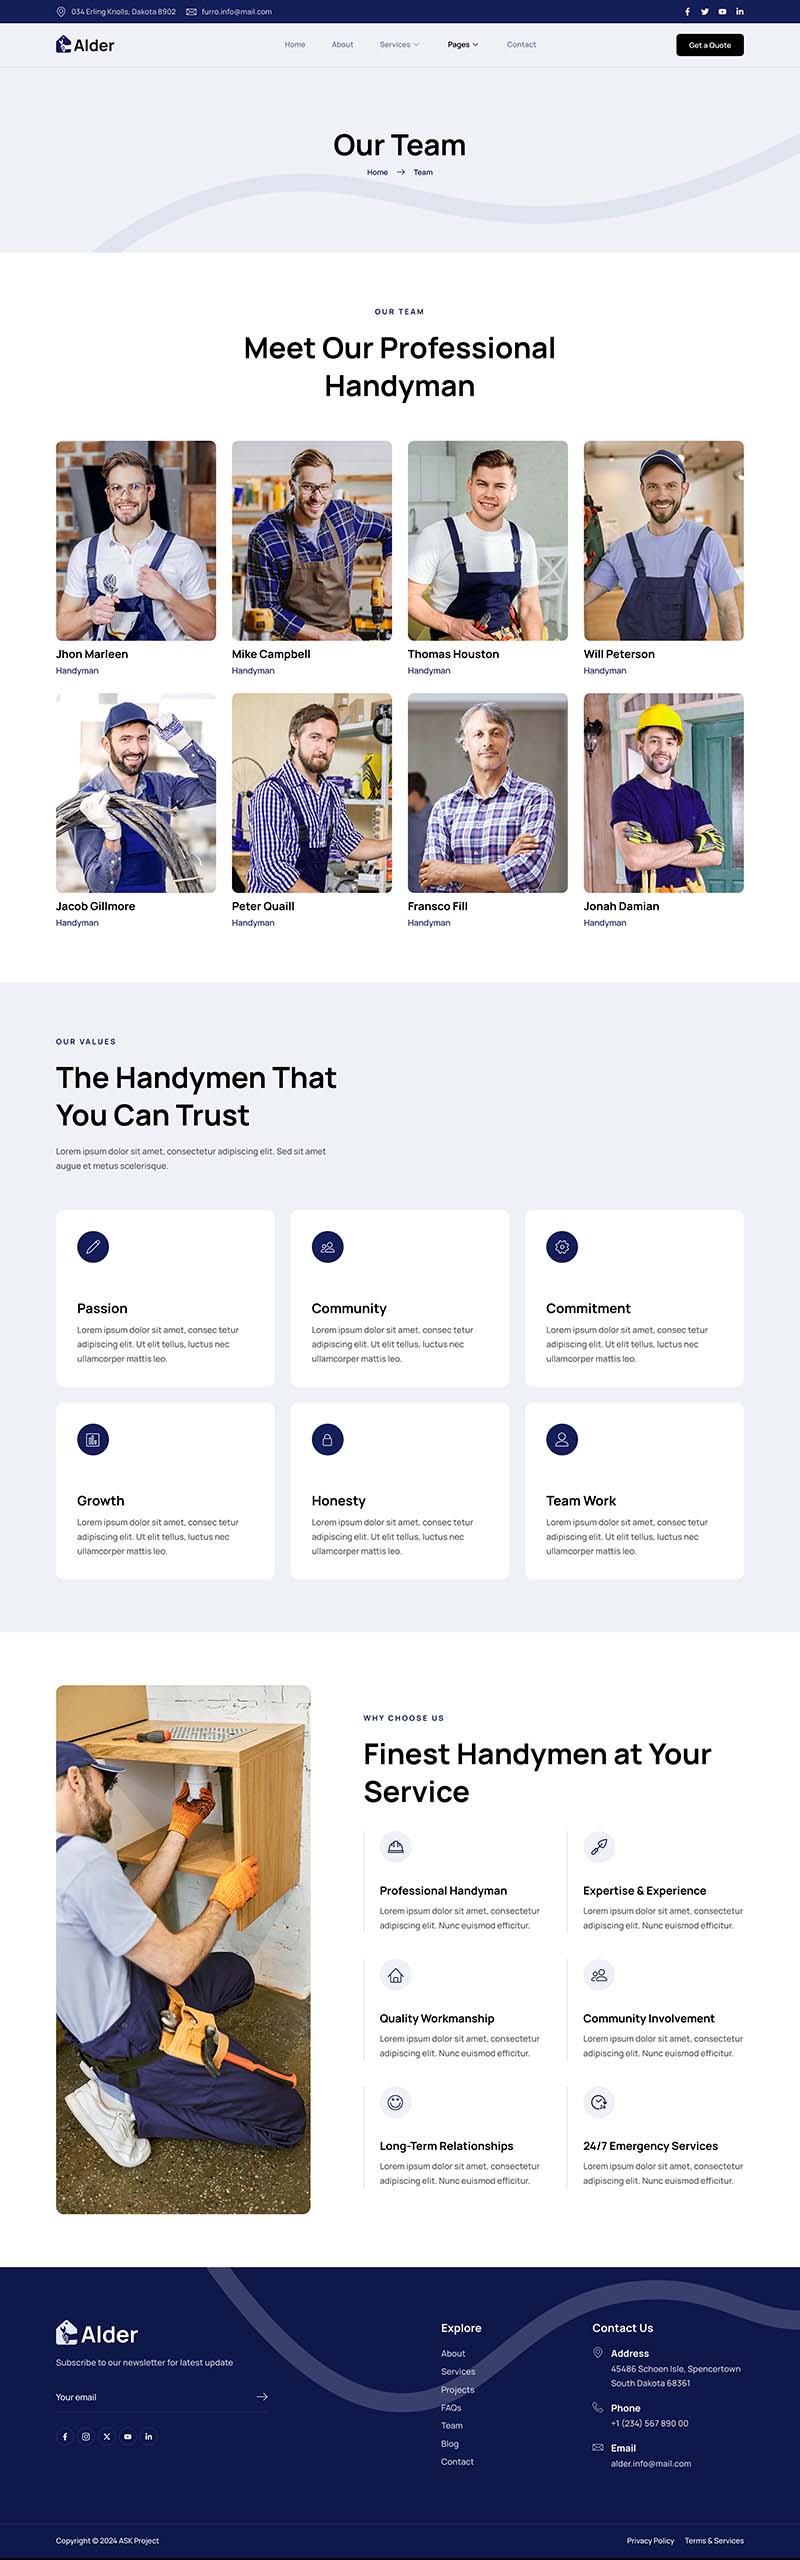 034 Erling Knolls, Dakota 8902
furro.info@mail.com
Alder
Home
About
Services
Pages
Contact
Get a Quote
Our Team
Home
Team
OUR TEAM
Meet Our Professional
Handyman
Jhon Marleen
Handyman
Mike Campbell
Handyman
Thomas Houston
Handyman
Will Peterson
Handyman
Jacob Gillmore
Handyman
Peter Quaill
Handyman
Fransco Fill
Handyman
Jonah Damian
Handyman
OUR VALUES
The Handymen That
You Can Trust
Lorem ipsum dolor sit amet, consectetur adipiscing elit. Sed sit amet
augue et metus scelerisque.
Passion
Lorem ipsum dolor sit amet, consec tetur
adipiscing elit. Ut elit tellus, luctus nec
ullamcorper mattis leo.
Community
Lorem ipsum dolor sit amet, consec tetur
adipiscing elit. Ut elit tellus, luctus nec
ullamcorper mattis leo.
Commitment
Lorem ipsum dolor sit amet, consec tetur
adipiscing elit. Ut elit tellus, luctus nec
ullamcorper mattis leo.
Growth
Lorem ipsum dolor sit amet, consec tetur
adipiscing elit. Ut elit tellus, luctus nec
ullamcorper mattis leo.
Honesty
Lorem ipsum dolor sit amet, consec tetur
adipiscing elit. Ut elit tellus, luctus nec
ullamcorper mattis leo.
Team Work
Lorem ipsum dolor sit amet, consec tetur
adipiscing elit. Ut elit tellus, luctus nec
ullamcorper mattis leo.
WHY CHOOSE US
Finest Handymen at Your
Service
Professional Handyman
Lorem ipsum dolor sit amet, consectetur
adipiscing elit. Nunc euismod efficitur.
Expertise & Experience
Lorem ipsum dolor sit amet, consectetur
adipiscing elit. Nunc euismod efficitur.
Quality Workmanship
Lorem ipsum dolor sit amet, consectetur
adipiscing elit. Nunc euismod efficitur.
Community Involvement
Lorem ipsum dolor sit amet, consectetur
adipiscing elit. Nunc euismod efficitur.
Long-Term Relationships
Lorem ipsum dolor sit amet, consectetur
adipiscing elit. Nunc euismod efficitur.
24/7 Emergency Services
Lorem ipsum dolor sit amet, consectetur
adipiscing elit. Nunc euismod efficitur.
Alder
Subscribe to our newsletter for latest update
Your email
Explore
About
Services
Projects
FAQs
Team
Blog
Contact
Contact Us
Address
45486 Schoen Isle, Spencertown
South Dakota 68361
Phone
+1 (234) 567 890 00
Email
alder.info@mail.com
Copyright © 2024 ASK Project
Privacy Policy
Terms & Services